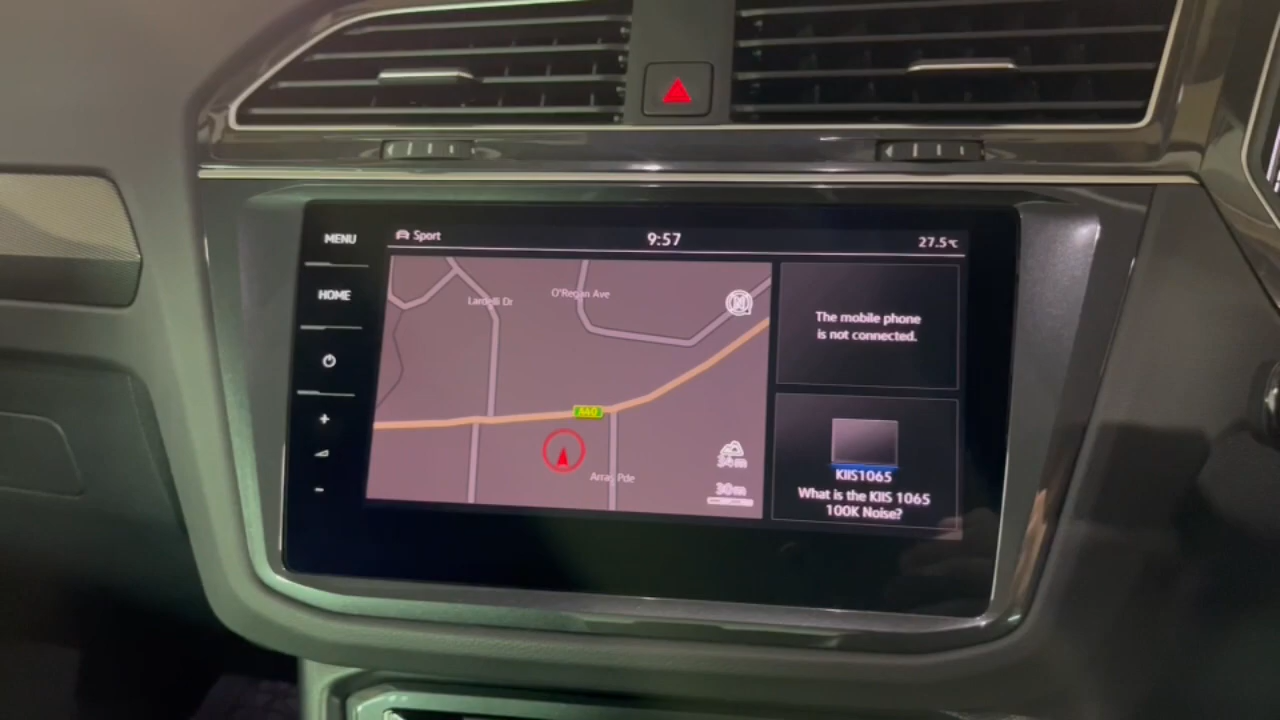 MENU
Sport
9:57
27.5℃
HOME
Lardelli Dr
O'Regan Ave
N
The mobile phone
is not connected.
A40
34m
Arras Pde
30m
KIIS1065
What is the KIIS 1065
100K Noise?